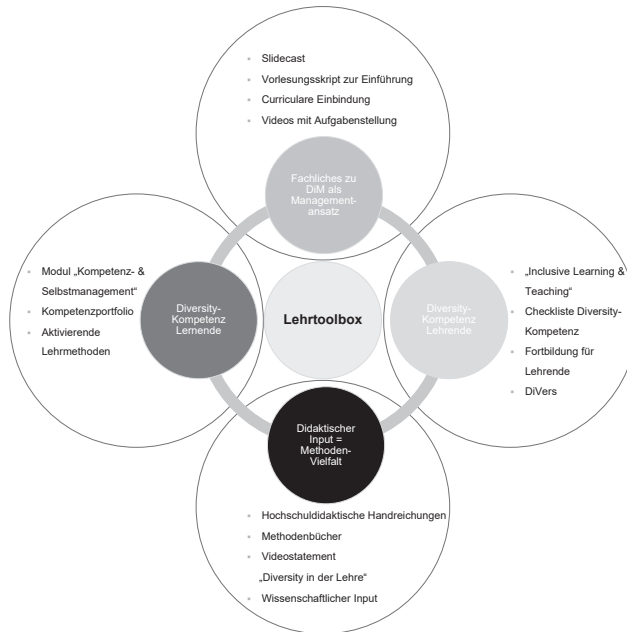 • Slidecast
• Vorlesungsskript zur Einführung
• Curriculare Einbindung
• Videos mit Aufgabenstellung
Fachliches zu
DiM als
Management-
ansatz
• Modul „Kompetenz- &
Selbstmanagement“
• Kompetenzportfolio
• Aktivierende
Lehrmethoden
Diversity-
Kompetenz
Lernende
Lehrtoolbox
Diversity-
Kompetenz
Lehrende
• „Inclusive Learning &
Teaching“
• Checkliste Diversity-
Kompetenz
• Fortbildung für
Lehrende
• DiVers
Didaktischer
Input =
Methoden-
Vielfalt
• Hochschuldidaktische Handreichungen
• Methodenbücher
• Videostatement
„Diversity in der Lehre“
• Wissenschaftlicher Input